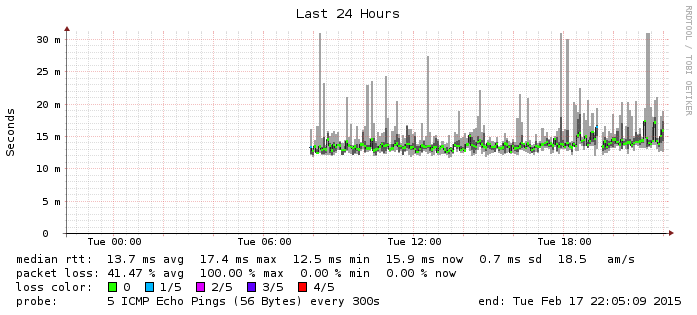 Last 24 Hours
RRDTOOL / TOBI OETIKER
Seconds
30 m
25 m
20 m
15 m
10 m
5 m
0
Tue 00:00 Tue 06:00 Tue 12:00 Tue 18:00
median rtt: 13.7 ms avg 17.4 ms max 12.5 ms min 15.9 ms now 0.7 ms sd 18.5 am/s
packet loss: 41.47 % avg 100.00 % max 0.00 % min 0.00 % now
loss color: 0 1/5 2/5 3/5 4/5
probe: 5 ICMP Echo Pings (56 Bytes) every 300s end: Tue Feb 17 22:05:09 2015